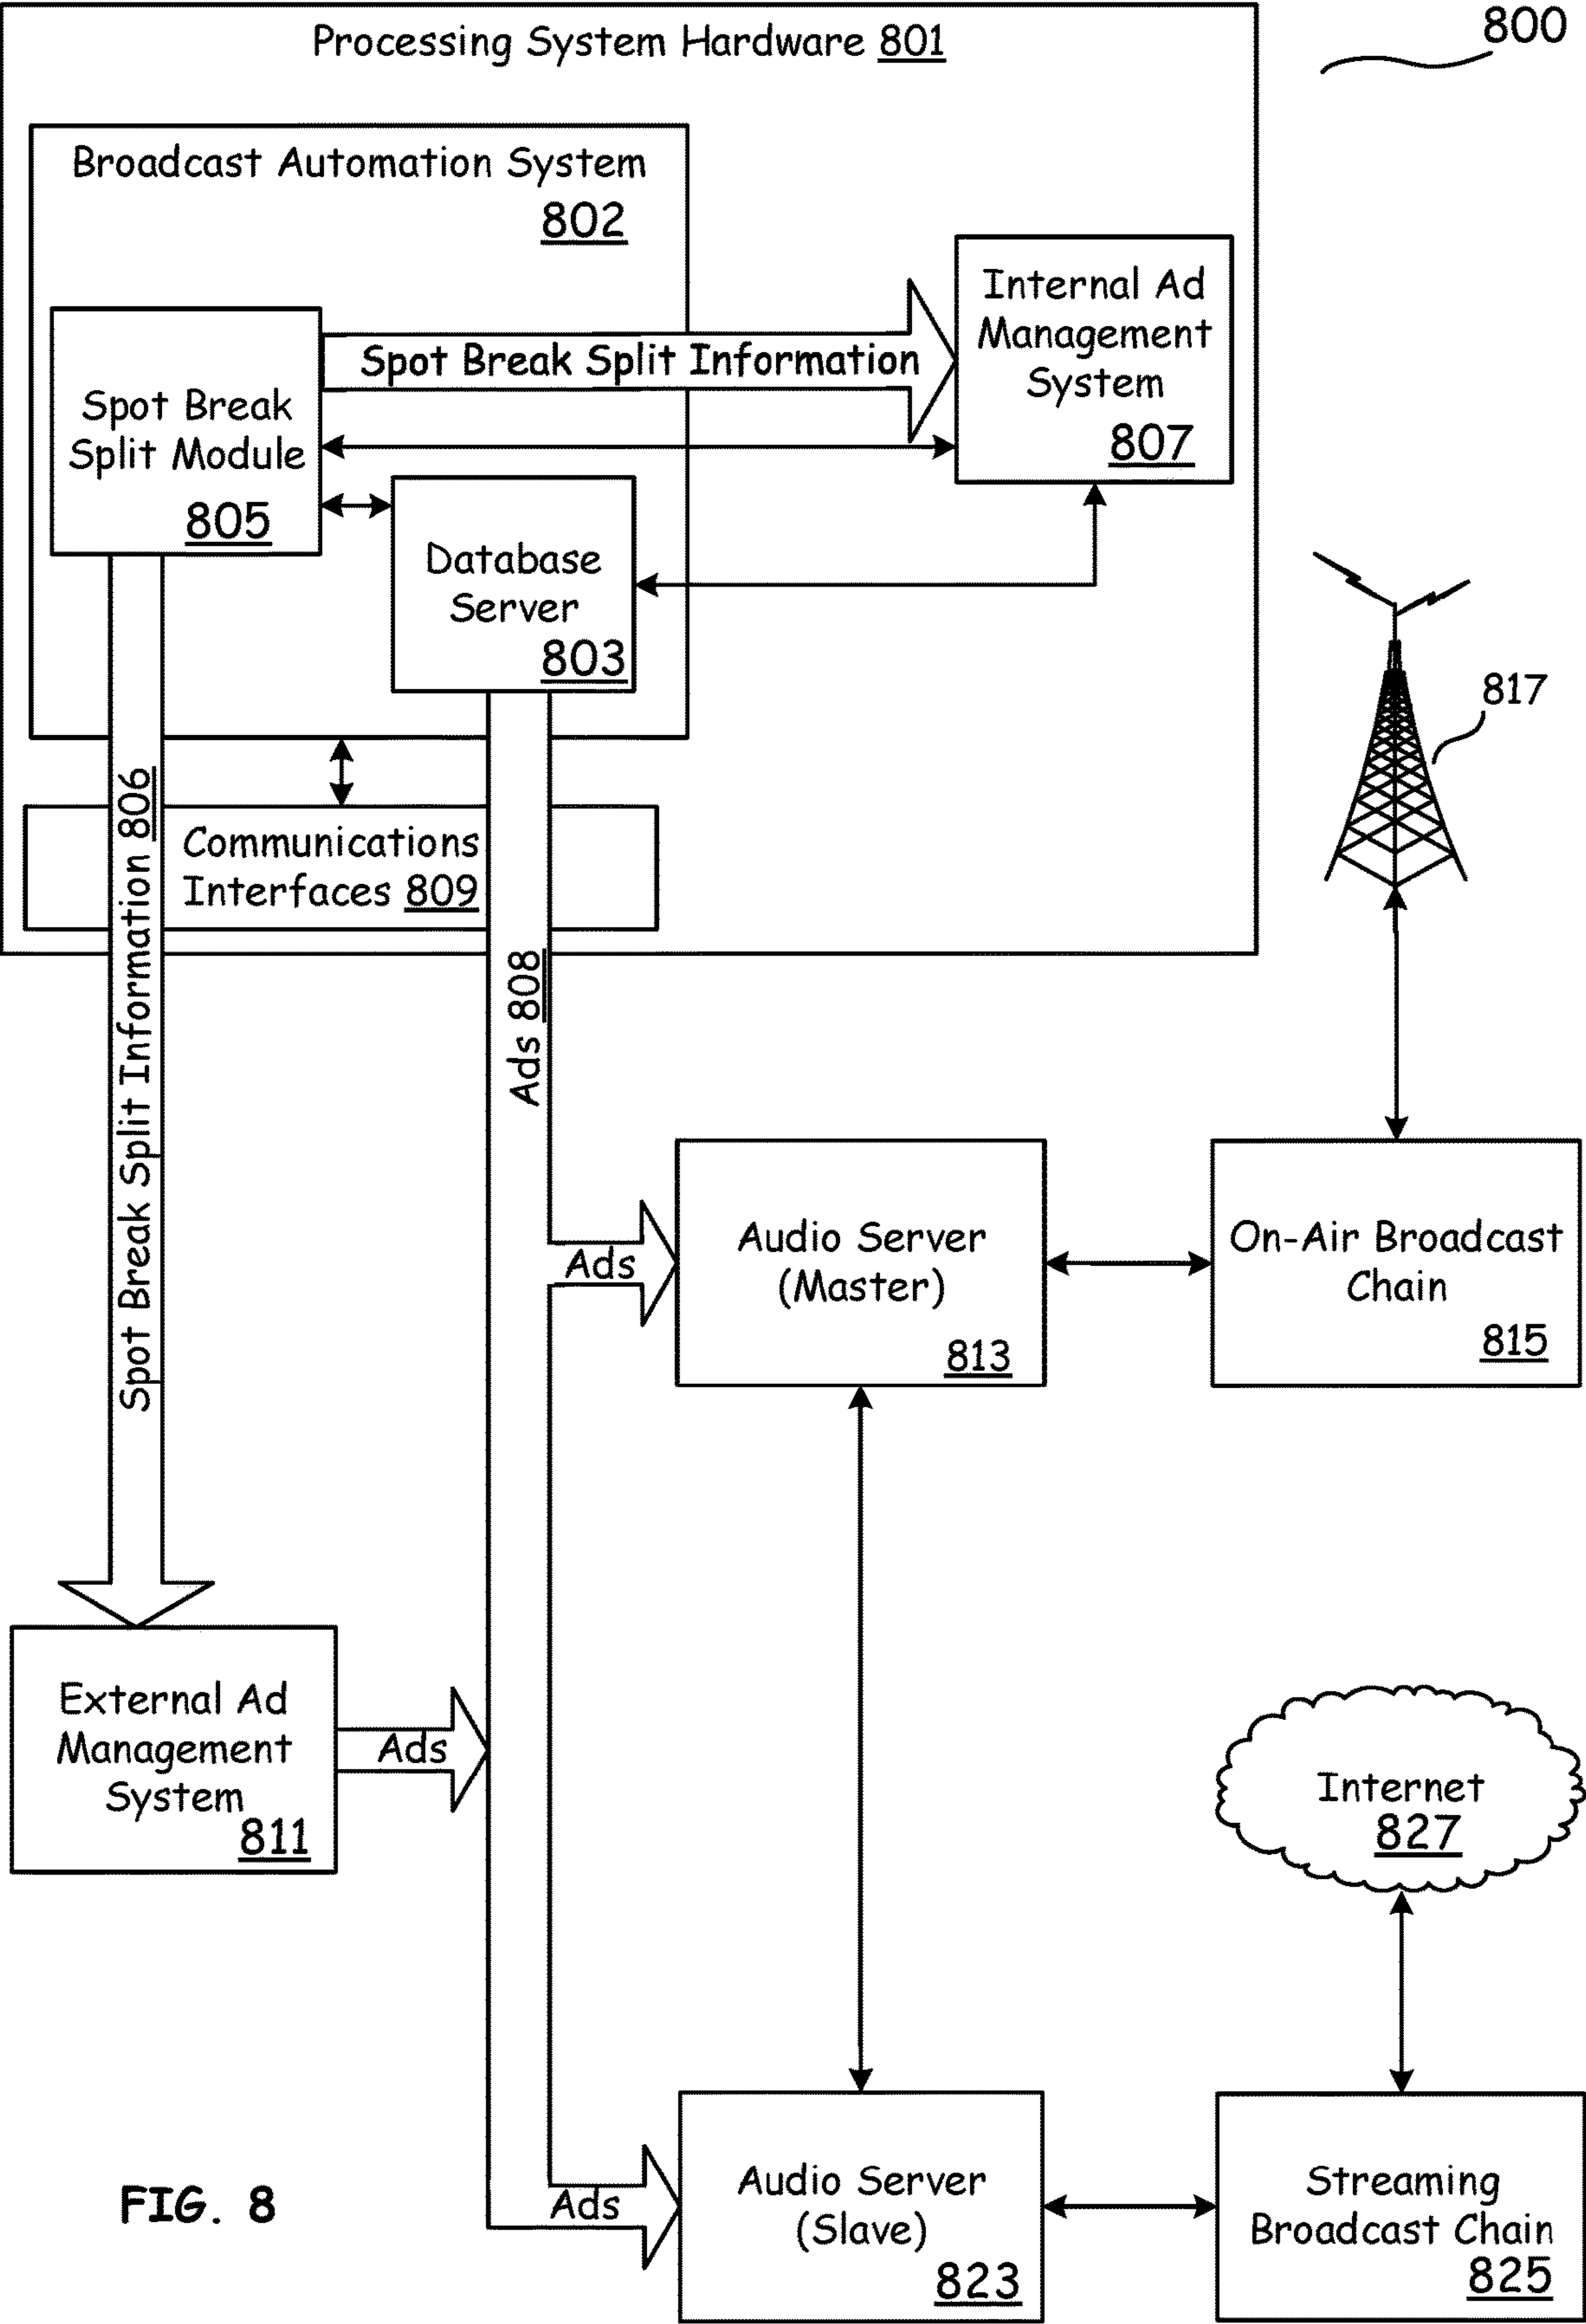 Processing System Hardware 801
800
Broadcast Automation System
802
Internal Ad
Management
System
807
Spot Break Split Information
Spot Break
Split Module
805
Database
Server
803
817
Spot Break Split Information 806
Communications
Interfaces 809
Ads 808
Ads
Audio Server
(Master)
813
On-Air Broadcast
Chain
815
External Ad
Management
System
811
Ads
Internet
827
Ads
Audio Server
(Slave)
823
Streaming
Broadcast Chain
825
FIG. 8